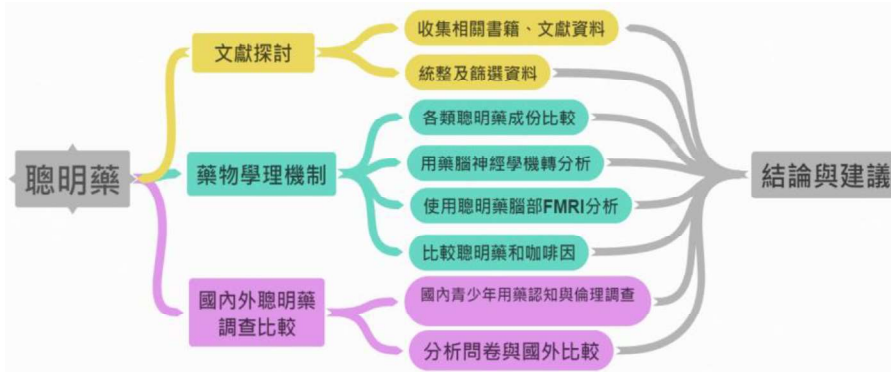 聰明藥
文獻探討
收集相關書籍、文獻資料
統整及篩選資料
藥物學理機制
各類聰明藥成份比較
用藥腦神經學機轉分析
使用聰明藥腦部FMRI分析
比較聰明藥和咖啡因
國內外聰明藥
調查比較
國內青少年用藥認知與倫理調查
分析問卷與國外比較
結論與建議